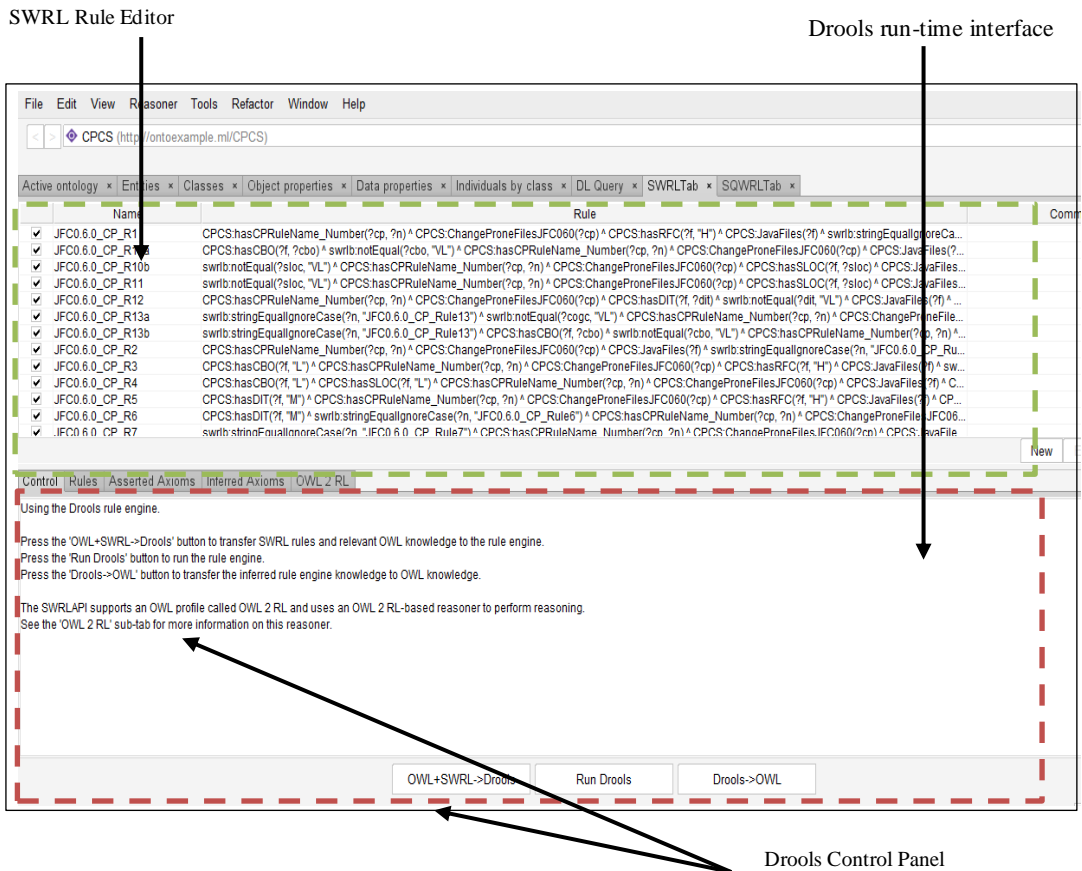 SWRL Rule Editor
Drools run-time interface
File Edit View Reasoner Tools Refactor Window Help
< > CPCS (http://ontoexample.ml/CPCS)
Active ontology × Entities × Classes × Object properties × Data properties × Individuals by class × DL Query × SWRLTab × SQWRLTab ×
Name Rule Comm
JFC0.6.0_CP_R1 CPCS:hasCPRuleName_Number(?cp, ?n) ^ CPCS:ChangeProneFilesJFC060(?cp) ^ CPCS:hasRFC(?f, "H") ^ CPCS:JavaFiles(?f) ^ swrlb:stringEqualIgnoreCa...
CPCS:hasCBO(?f, ?cbo) ^ swrlb:notEqual(?cbo, "VL") ^ CPCS:hasCPRuleName_Number(?cp, ?n) ^ CPCS:ChangeProneFilesJFC060(?cp) ^ CPCS:JavaFiles(?...
JFC0.6.0_CP_R10b swrlb:notEqual(?sloc, "VL") ^ CPCS:hasCPRuleName_Number(?cp, ?n) ^ CPCS:ChangeProneFilesJFC060(?cp) ^ CPCS:hasSLOC(?f, ?sloc) ^ CPCS:JavaFiles...
JFC0.6.0_CP_R11 swrlb:notEqual(?sloc, "VL") ^ CPCS:hasCPRuleName_Number(?cp, ?n) ^ CPCS:ChangeProneFilesJFC060(?cp) ^ CPCS:hasSLOC(?f, ?sloc) ^ CPCS:JavaFiles...
JFC0.6.0_CP_R12 CPCS:hasCPRuleName_Number(?cp, ?n) ^ CPCS:ChangeProneFilesJFC060(?cp) ^ CPCS:hasDIT(?f, ?dit) ^ swrlb:notEqual(?dit, "VL") ^ CPCS:JavaFiles(?f) ^ ...
JFC0.6.0_CP_R13a swrlb:stringEqualIgnoreCase(?n, "JFC0.6.0_CP_Rule13") ^ swrlb:notEqual(?cogc, "VL") ^ CPCS:hasCPRuleName_Number(?cp, ?n) ^ CPCS:ChangeProneFile...
JFC0.6.0_CP_R13b swrlb:stringEqualIgnoreCase(?n, "JFC0.6.0_CP_Rule13") ^ CPCS:hasCBO(?f, ?cbo) ^ swrlb:notEqual(?cbo, "VL") ^ CPCS:hasCPRuleName_Number(?cp, ?n) ^...
JFC0.6.0_CP_R2 CPCS:hasCPRuleName_Number(?cp, ?n) ^ CPCS:ChangeProneFilesJFC060(?cp) ^ CPCS:JavaFiles(?f) ^ swrlb:stringEqualIgnoreCase(?n, "JFC0.6.0_CP_Ru...
JFC0.6.0_CP_R3 CPCS:hasCBO(?f, "L") ^ CPCS:hasCPRuleName_Number(?cp, ?n) ^ CPCS:ChangeProneFilesJFC060(?cp) ^ CPCS:hasRFC(?f, "H") ^ CPCS:JavaFiles(?f) ^ sw...
JFC0.6.0_CP_R4 CPCS:hasCBO(?f, "L") ^ CPCS:hasSLOC(?f, "L") ^ CPCS:hasCPRuleName_Number(?cp, ?n) ^ CPCS:ChangeProneFilesJFC060(?cp) ^ CPCS:JavaFiles(?f) ^ C...
JFC0.6.0_CP_R5 CPCS:hasDIT(?f, "M") ^ CPCS:hasCPRuleName_Number(?cp, ?n) ^ CPCS:ChangeProneFilesJFC060(?cp) ^ CPCS:hasRFC(?f, "H") ^ CPCS:JavaFiles(?f) ^ CP...
JFC0.6.0_CP_R6 CPCS:hasDIT(?f, "M") ^ swrlb:stringEqualIgnoreCase(?n, "JFC0.6.0_CP_Rule6") ^ CPCS:hasCPRuleName_Number(?cp, ?n) ^ CPCS:ChangeProneFilesJFC06...
JFC0.6.0_CP_R7 swrlb:stringEqualIgnoreCase(?n, "JFC0.6.0_CP_Rule7") ^ CPCS:hasCPRuleName_Number(?cp, ?n) ^ CPCS:ChangeProneFilesJFC060(?cp) ^ CPCS:JavaFile
New
Control Rules Asserted Axioms Inferred Axioms OWL 2 RL
Using the Drools rule engine.
Press the 'OWL+SWRL->Drools' button to transfer SWRL rules and relevant OWL knowledge to the rule engine.
Press the 'Run Drools' button to run the rule engine.
Press the 'Drools->OWL' button to transfer the inferred rule engine knowledge to OWL knowledge.
The SWRLAPI supports an OWL profile called OWL 2 RL and uses an OWL 2 RL-based reasoner to perform reasoning.
See the 'OWL 2 RL' sub-tab for more information on this reasoner.
OWL+SWRL->Drools Run Drools Drools->OWL
Drools Control Panel